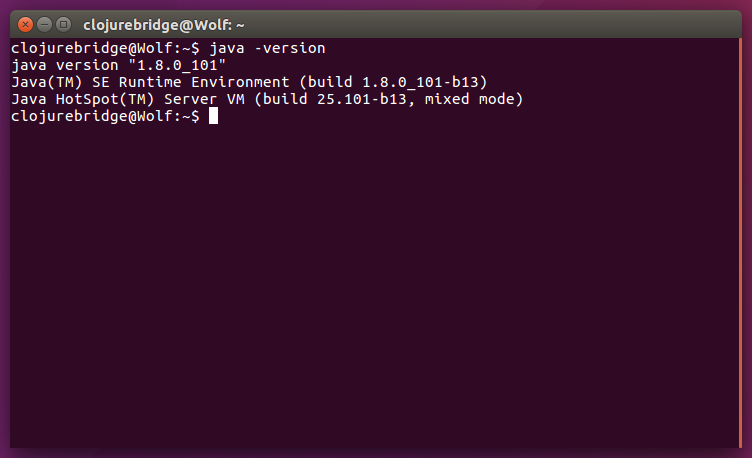 clojurebridge@Wolf: ~
clojurebridge@Wolf:~$ java -version
java version "1.8.0_101"
Java(TM) SE Runtime Environment (build 1.8.0_101-b13)
Java HotSpot(TM) Server VM (build 25.101-b13, mixed mode)
clojurebridge@Wolf:~$